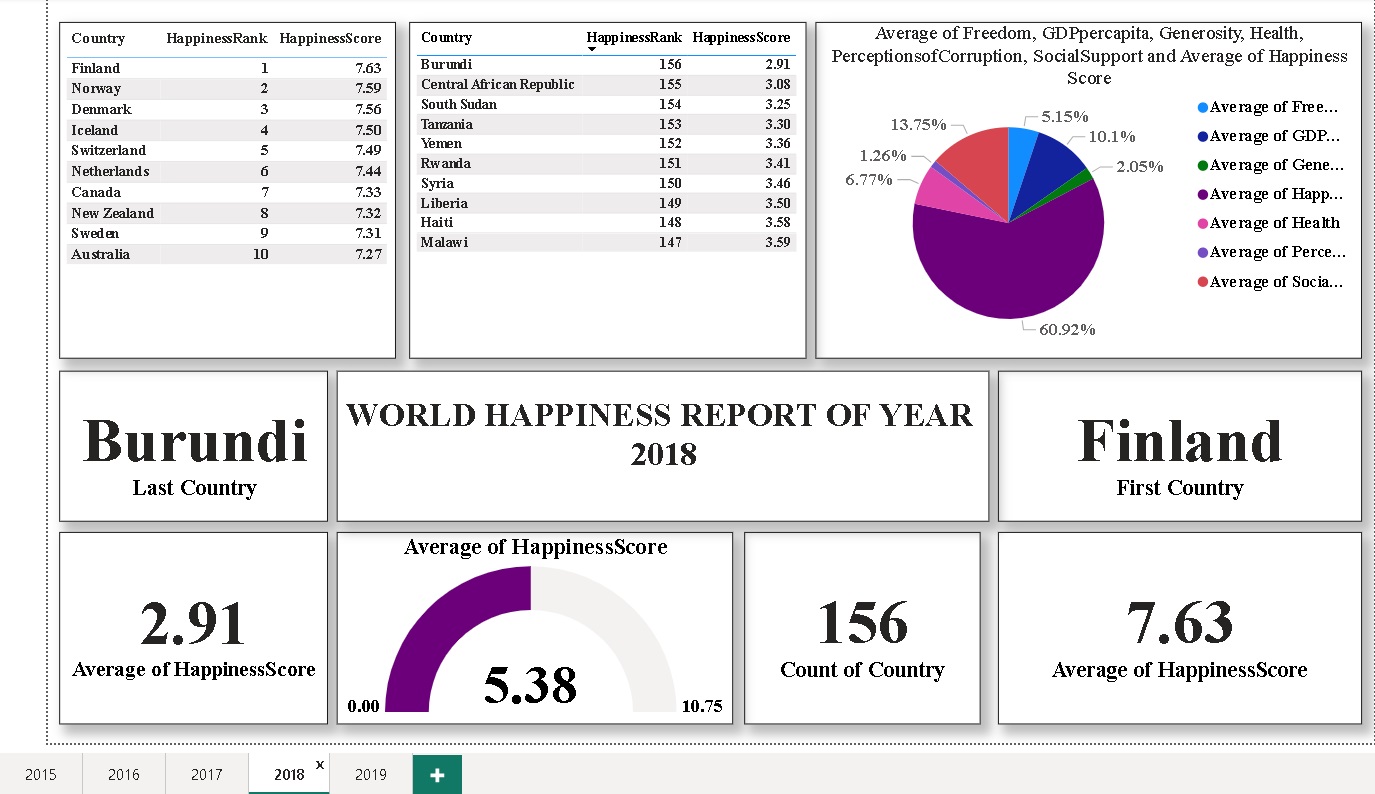 Country HappinessRank HappinessScore
Finland 1 7.63
Norway 2 7.59
Denmark 3 7.56
Iceland 4 7.50
Switzerland 5 7.49
Netherlands 6 7.44
Canada 7 7.33
New Zealand 8 7.32
Sweden 9 7.31
Australia 10 7.27
Country HappinessRank HappinessScore
Burundi 156 2.91
Central African Republic 155 3.08
South Sudan 154 3.25
Tanzania 153 3.30
Yemen 152 3.36
Rwanda 151 3.41
Syria 150 3.46
Liberia 149 3.50
Haiti 148 3.58
Malawi 147 3.59
Average of Freedom, GDPpercapita, Generosity, Health,
PerceptionsofCorruption, SocialSupport and Average of Happiness
Score
5.15%
10.1%
2.05%
60.92%
6.77%
1.26%
13.75%
Average of Free...
Average of GDP...
Average of Gene...
Average of Happ...
Average of Health
Average of Perce...
Average of Socia...
Burundi
Last Country
WORLD HAPPINESS REPORT OF YEAR
2018
Finland
First Country
2.91
Average of HappinessScore
Average of HappinessScore
5.38
0.00 10.75
156
Count of Country
7.63
Average of HappinessScore
2015 2016 2017 2018 x 2019 +